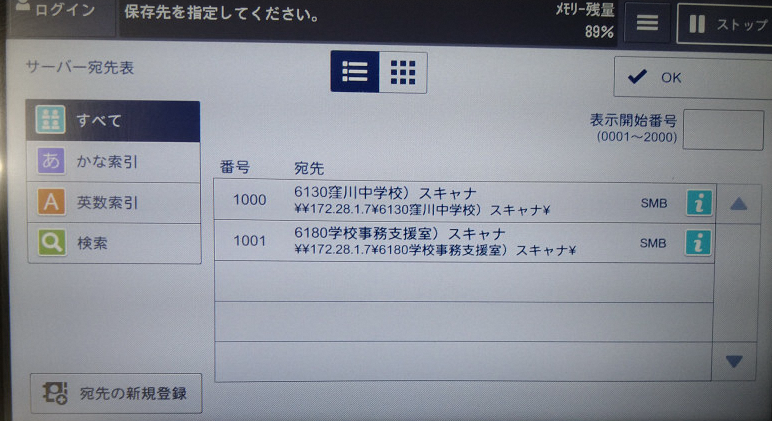 ログイン
保存先を指定してください。
メモリー残量
89%
ストップ
サーバー宛先表
OK
すべて
表示開始番号
(0001~2000)
あ かな索引
番号 宛先
A 英数索引
1000 6130窪川中学校）スキャナ
¥¥172.28.1.7¥6130窪川中学校）スキャナ¥ SMB i
検索
1001 6180学校事務支援室）スキャナ
¥¥172.28.1.7¥6180学校事務支援室）スキャナ¥ SMB i
宛先の新規登録